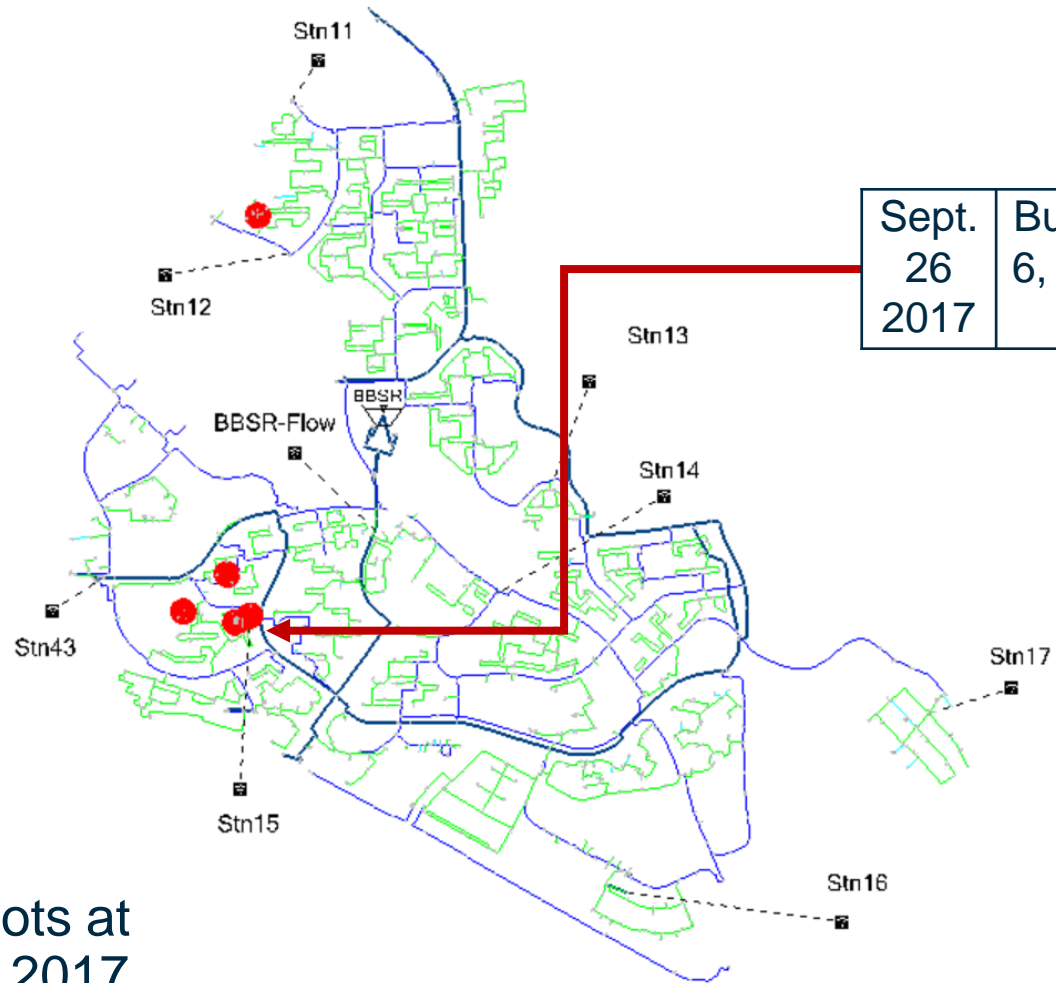 Stn11
Sept.
26
2017
Bu
6,
Stn12
Stn13
BBSR
BBSR-Flow
Stn14
Stn43
Stn17
Stn15
Stn16
ots at
2017